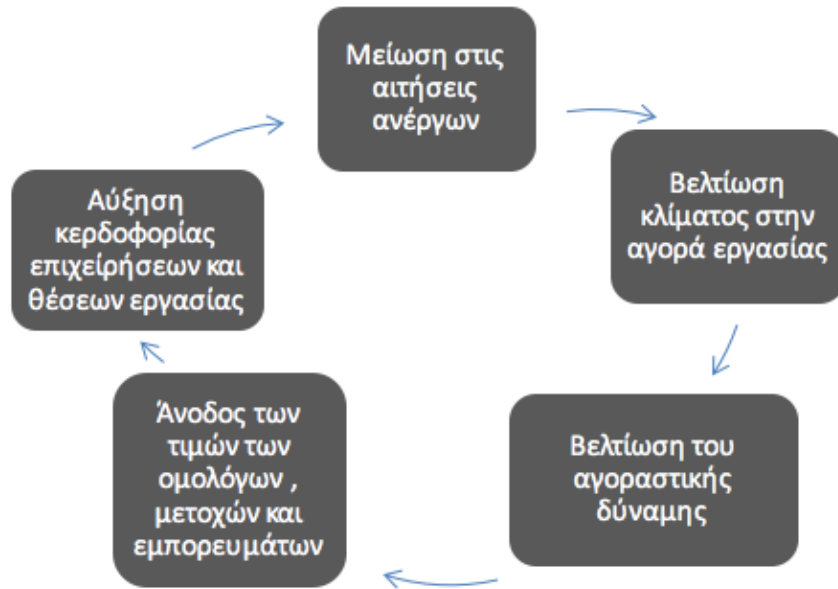 Μείωση στις
αιτήσεις
ανέργων
Βελτίωση
κλίματος στην
αγορά εργασίας
Βελτίωση του
αγοραστικής
δύναμης
Άνοδος των
τιμών των
ομολόγων ,
μετοχών και
εμπορευμάτων
Αύξηση
κερδοφορίας
επιχείρήσεων και
θέσεων εργασίας